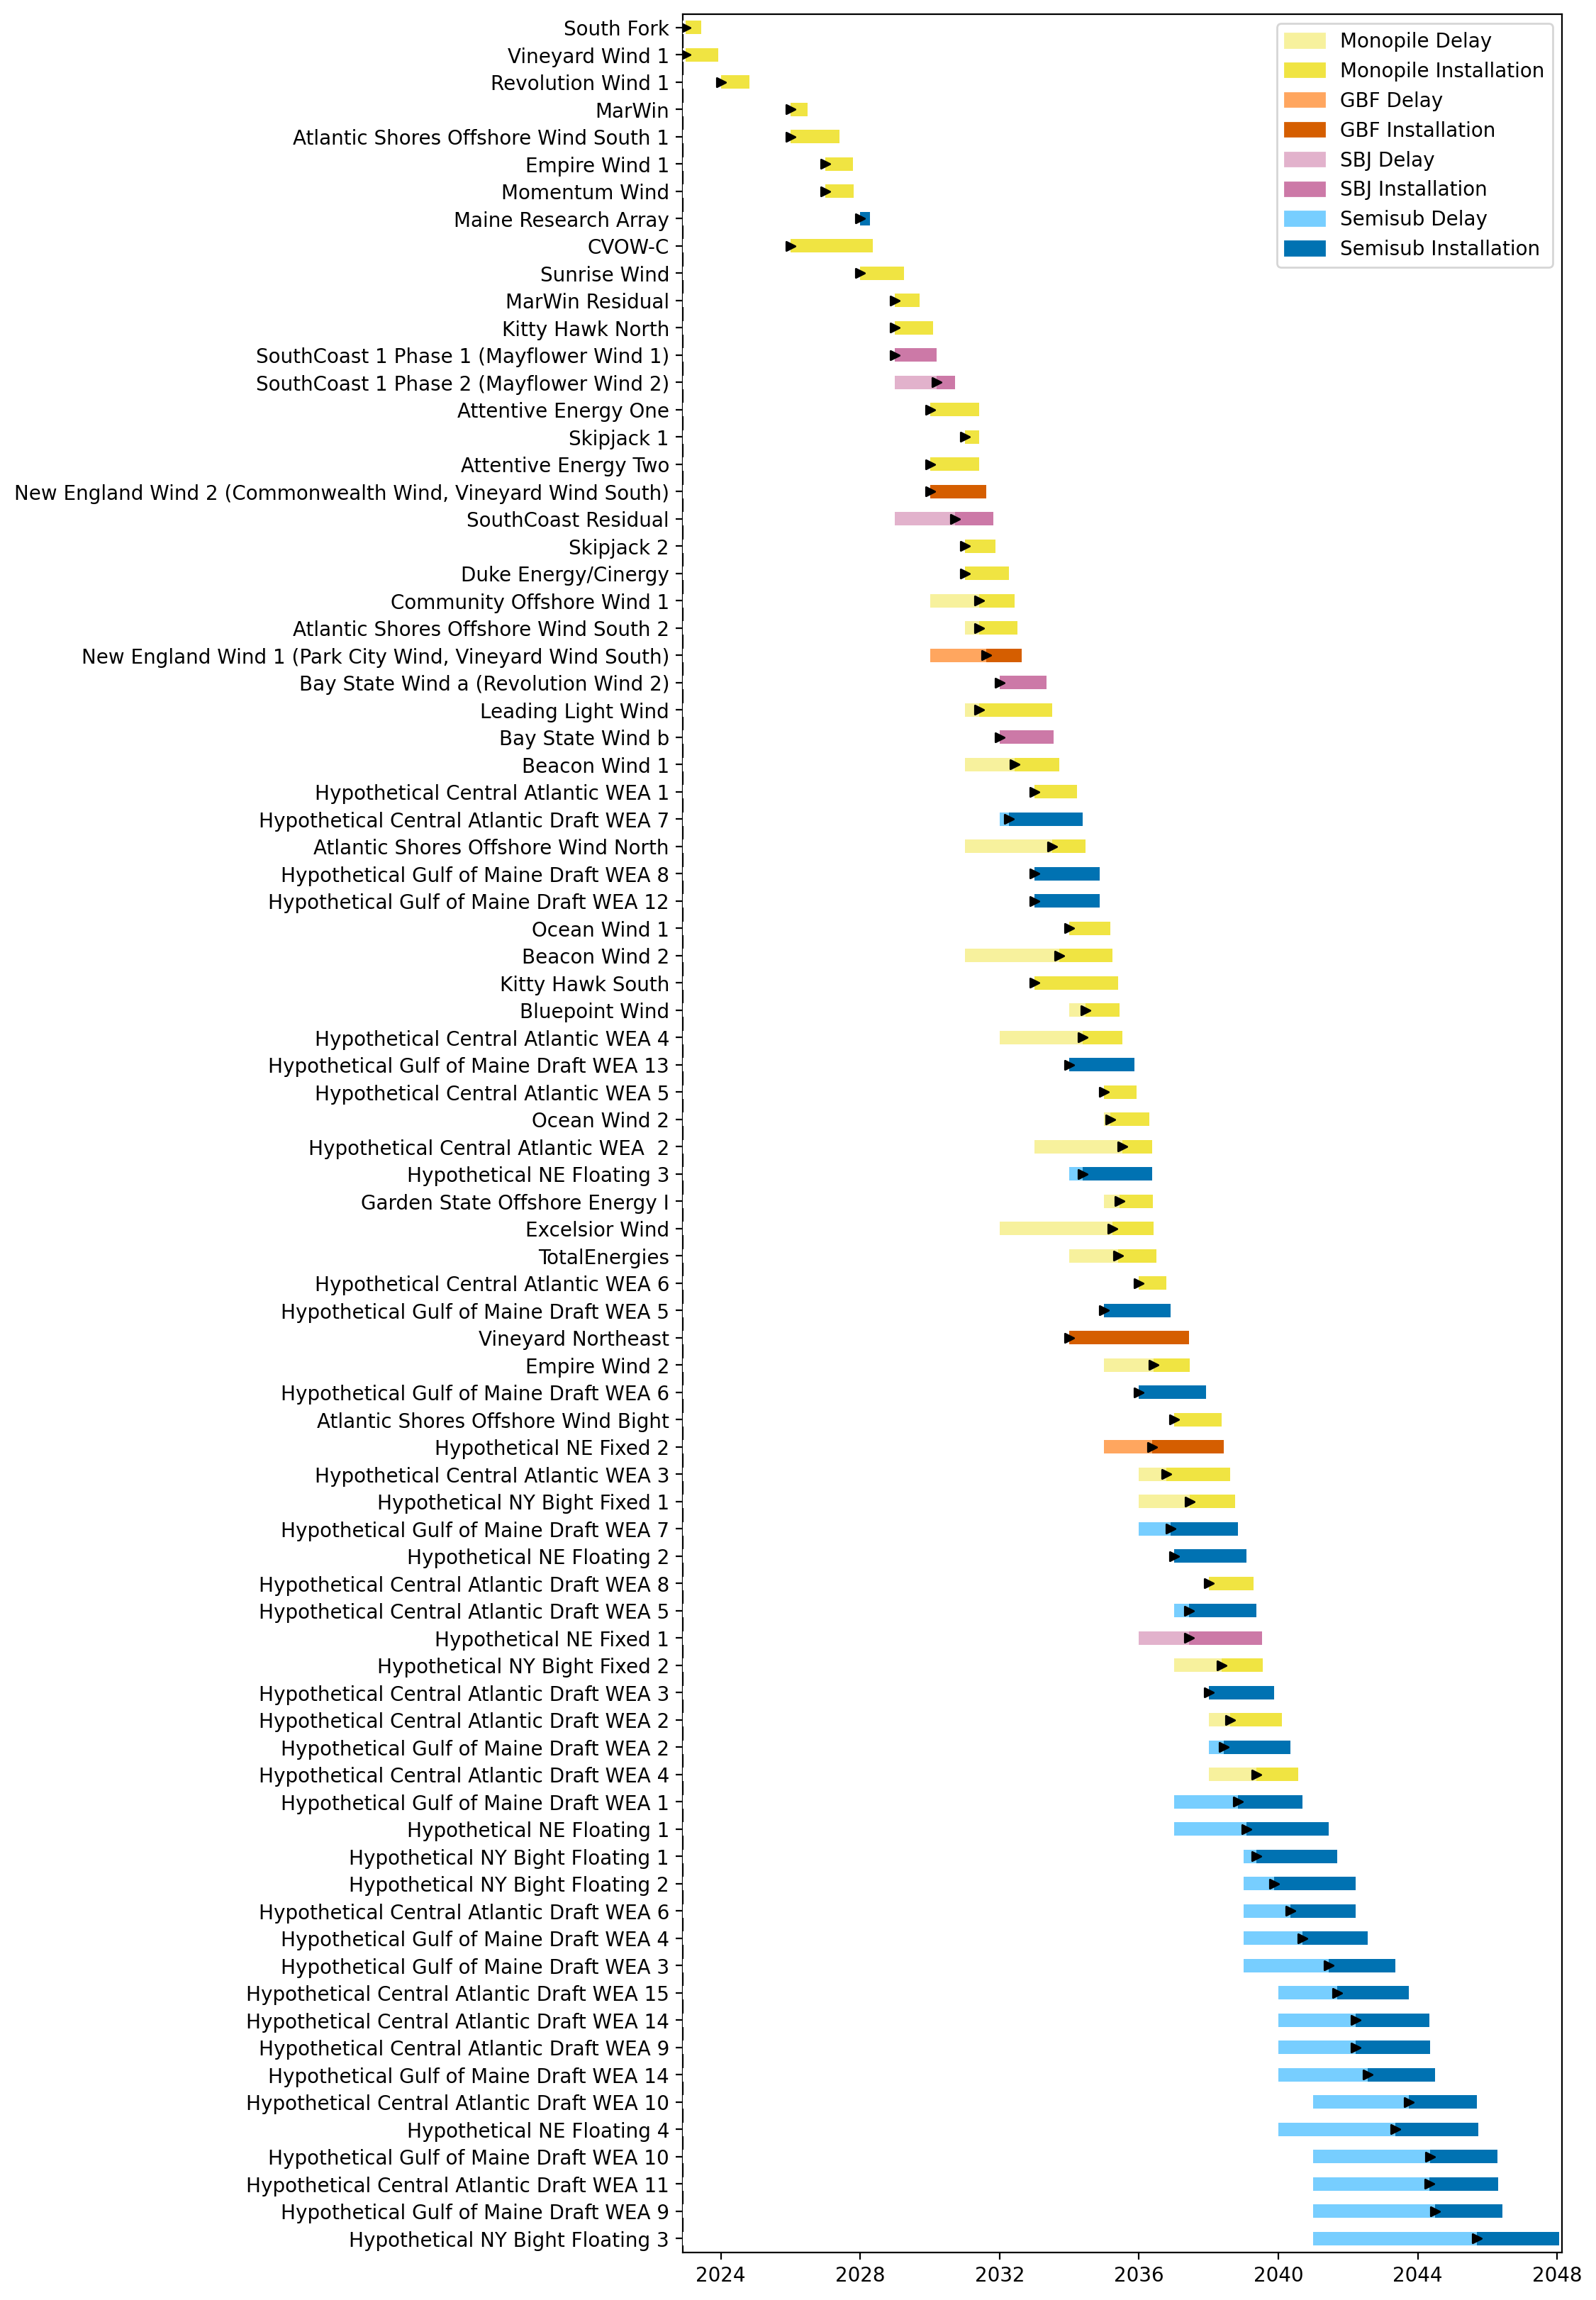 South Fork
Vineyard Wind 1
Revolution Wind 1
MarWin
Atlantic Shores Offshore Wind South 1
Empire Wind 1
Momentum Wind
Maine Research Array
CVOW-C
Sunrise Wind
MarWin Residual
Kitty Hawk North
SouthCoast 1 Phase 1 (Mayflower Wind 1)
SouthCoast 1 Phase 2 (Mayflower Wind 2)
Attentive Energy One
Skipjack 1
Attentive Energy Two
New England Wind 2 (Commonwealth Wind, Vineyard Wind South)
SouthCoast Residual
Skipjack 2
Duke Energy/Cinergy
Community Offshore Wind 1
Atlantic Shores Offshore Wind South 2
New England Wind 1 (Park City Wind, Vineyard Wind South)
Bay State Wind a (Revolution Wind 2)
Leading Light Wind
Bay State Wind b
Beacon Wind 1
Hypothetical Central Atlantic WEA 1
Hypothetical Central Atlantic Draft WEA 7
Atlantic Shores Offshore Wind North
Hypothetical Gulf of Maine Draft WEA 8
Hypothetical Gulf of Maine Draft WEA 12
Ocean Wind 1
Beacon Wind 2
Kitty Hawk South
Bluepoint Wind
Hypothetical Central Atlantic WEA 4
Hypothetical Gulf of Maine Draft WEA 13
Hypothetical Central Atlantic WEA 5
Ocean Wind 2
Hypothetical Central Atlantic WEA  2
Hypothetical NE Floating 3
Garden State Offshore Energy I
Excelsior Wind
TotalEnergies
Hypothetical Central Atlantic WEA 6
Hypothetical Gulf of Maine Draft WEA 5
Vineyard Northeast
Empire Wind 2
Hypothetical Gulf of Maine Draft WEA 6
Atlantic Shores Offshore Wind Bight
Hypothetical NE Fixed 2
Hypothetical Central Atlantic WEA 3
Hypothetical NY Bight Fixed 1
Hypothetical Gulf of Maine Draft WEA 7
Hypothetical NE Floating 2
Hypothetical Central Atlantic Draft WEA 8
Hypothetical Central Atlantic Draft WEA 5
Hypothetical NE Fixed 1
Hypothetical NY Bight Fixed 2
Hypothetical Central Atlantic Draft WEA 3
Hypothetical Central Atlantic Draft WEA 2
Hypothetical Gulf of Maine Draft WEA 2
Hypothetical Central Atlantic Draft WEA 4
Hypothetical Gulf of Maine Draft WEA 1
Hypothetical NE Floating 1
Hypothetical NY Bight Floating 1
Hypothetical NY Bight Floating 2
Hypothetical Central Atlantic Draft WEA 6
Hypothetical Gulf of Maine Draft WEA 4
Hypothetical Gulf of Maine Draft WEA 3
Hypothetical Central Atlantic Draft WEA 15
Hypothetical Central Atlantic Draft WEA 14
Hypothetical Central Atlantic Draft WEA 9
Hypothetical Gulf of Maine Draft WEA 14
Hypothetical Central Atlantic Draft WEA 10
Hypothetical NE Floating 4
Hypothetical Gulf of Maine Draft WEA 10
Hypothetical Central Atlantic Draft WEA 11
Hypothetical Gulf of Maine Draft WEA 9
Hypothetical NY Bight Floating 3
Monopile Delay
Monopile Installation
GBF Delay
GBF Installation
SBJ Delay
SBJ Installation
Semisub Delay
Semisub Installation
2024 2028 2032 2036 2040 2044 2048